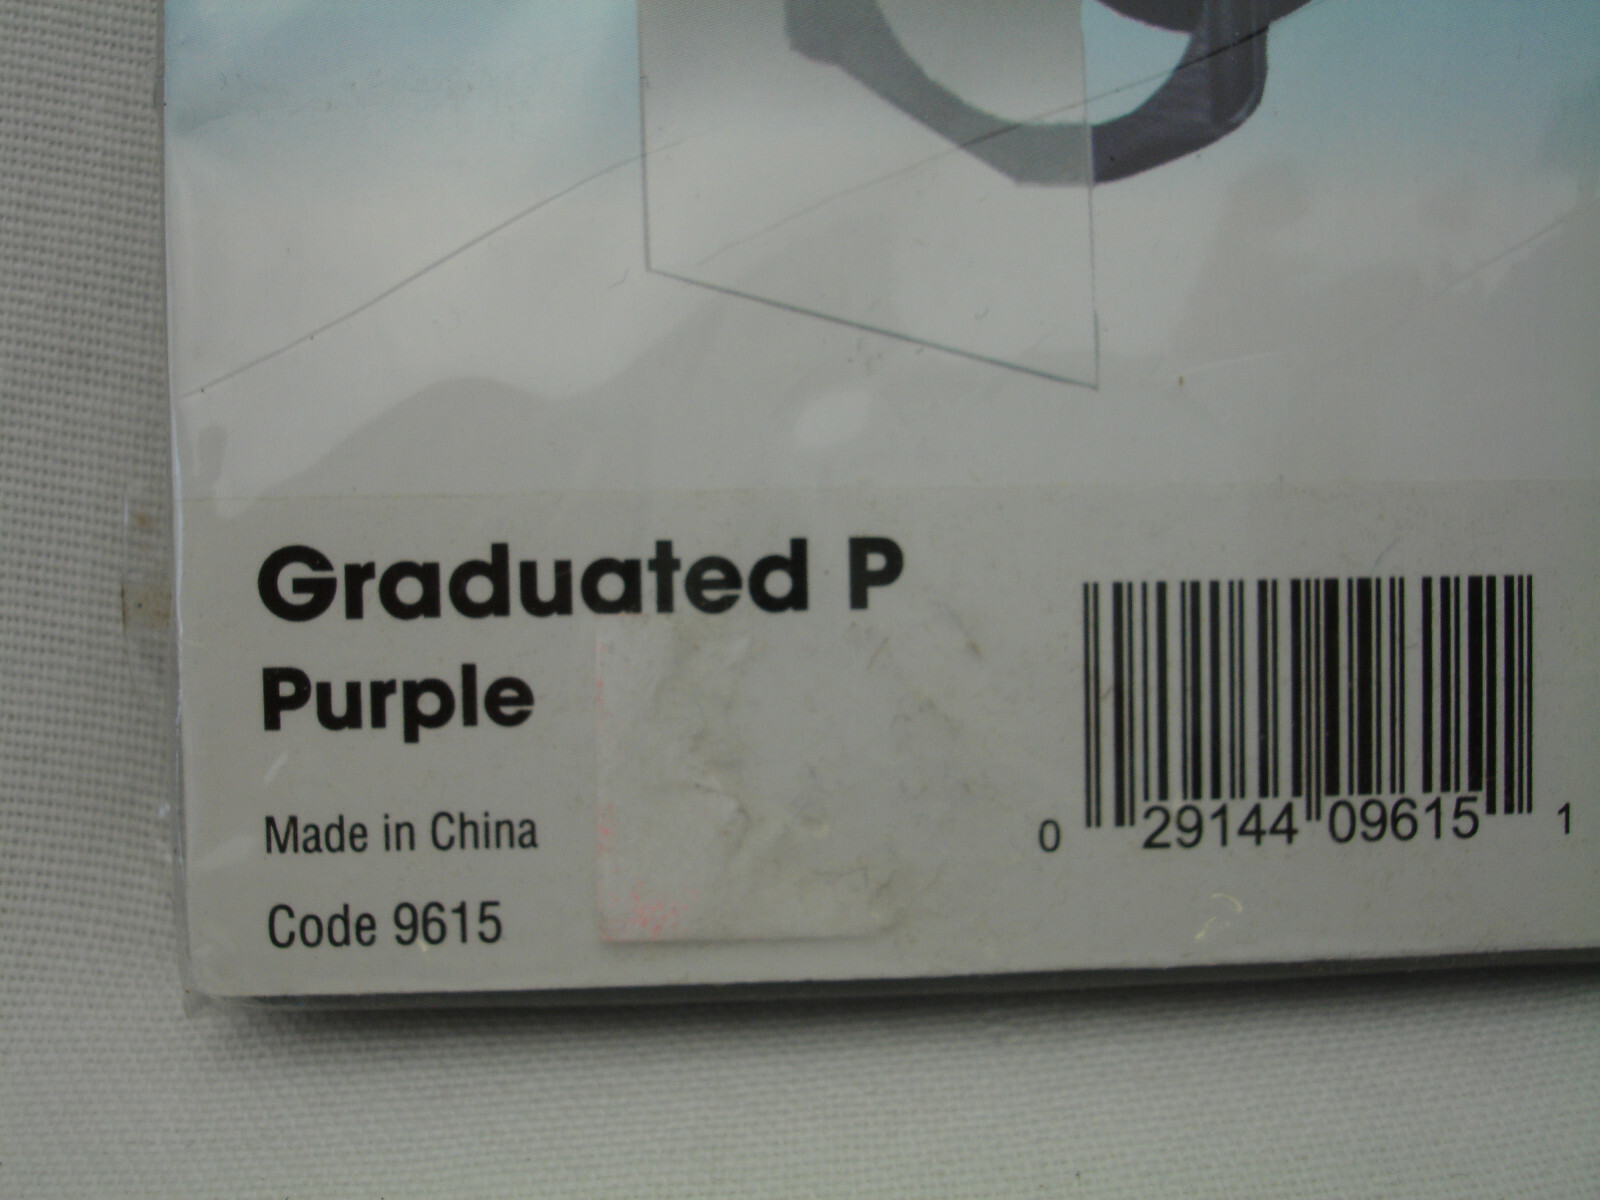 Graduated P
Purple
Made in China
Code 9615
0 29144 09615 1